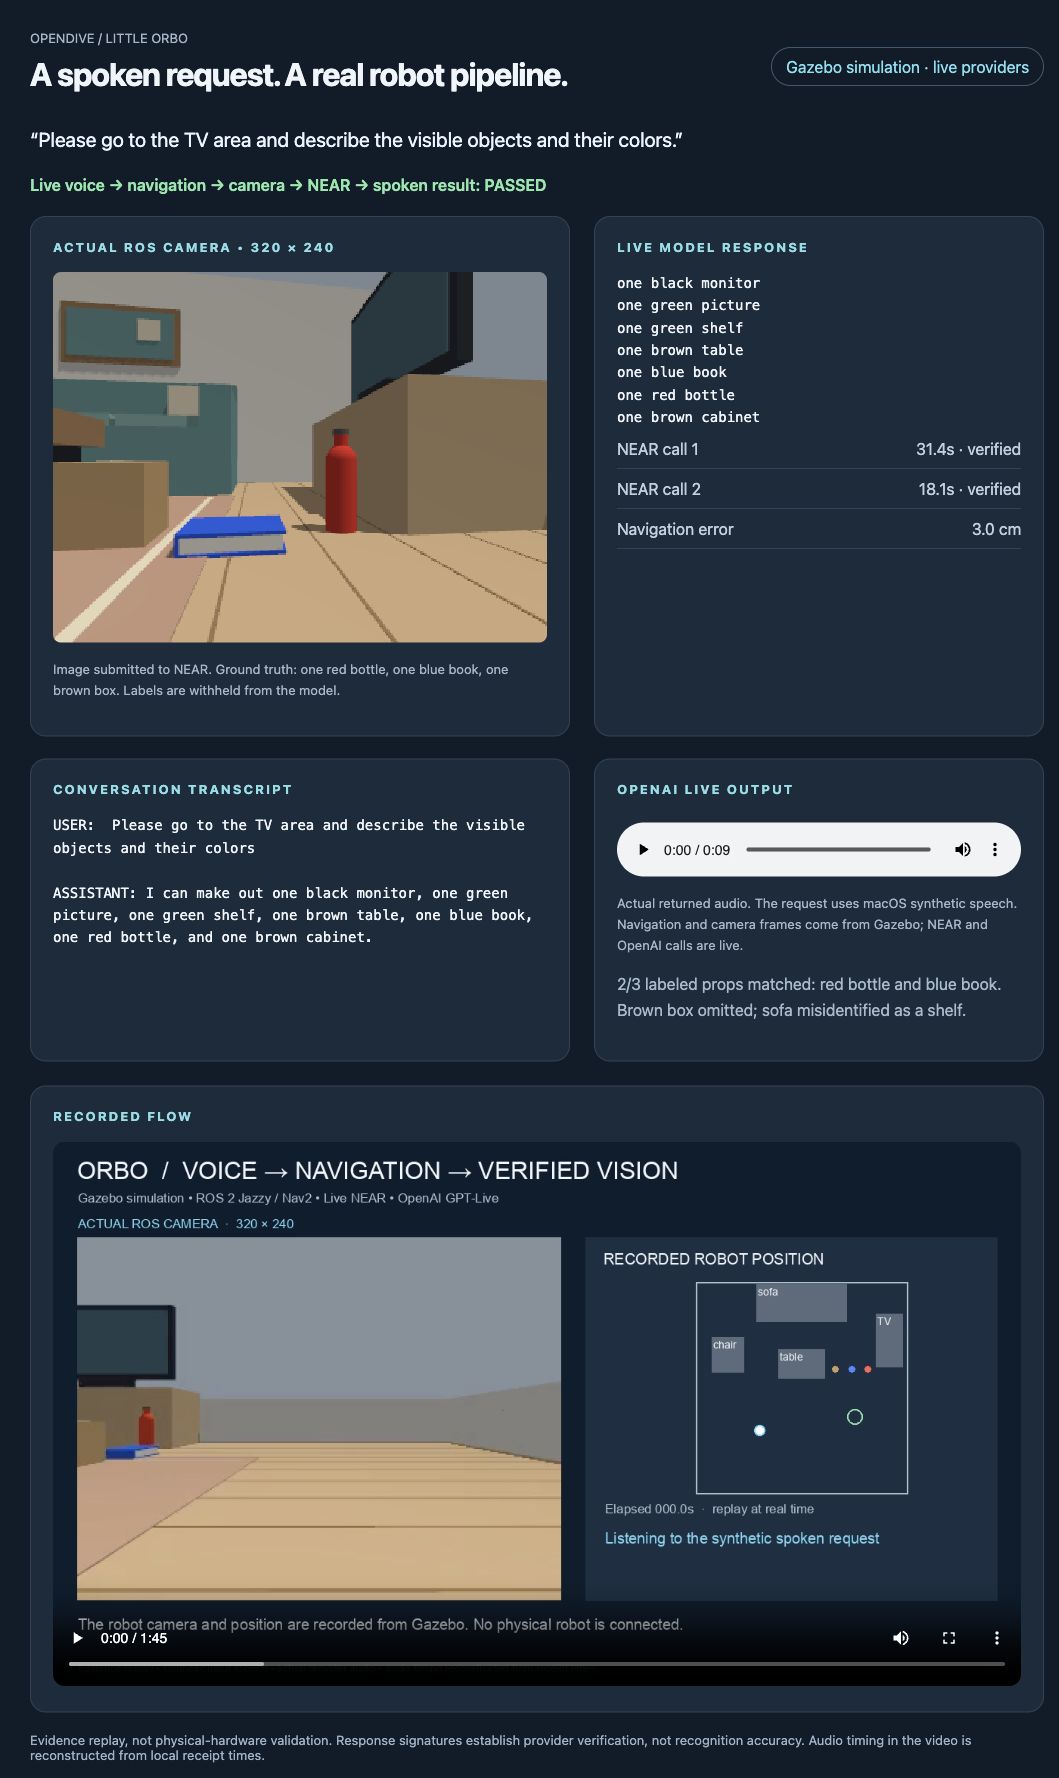 OPENDIVE / LITTLE ORBO
A spoken request. A real robot pipeline.
Gazebo simulation · live providers
“Please go to the TV area and describe the visible objects and their colors.”
Live voice → navigation → camera → NEAR → spoken result: PASSED
ACTUAL ROS CAMERA • 320 × 240
Image submitted to NEAR. Ground truth: one red bottle, one blue book, one
brown box. Labels are withheld from the model.
LIVE MODEL RESPONSE
one black monitor
one green picture
one green shelf
one brown table
one blue book
one red bottle
one brown cabinet
NEAR call 1 31.4s · verified
NEAR call 2 18.1s · verified
Navigation error 3.0 cm
CONVERSATION TRANSCRIPT
USER: Please go to the TV area and describe the visible
objects and their colors
ASSISTANT: I can make out one black monitor, one green
picture, one green shelf, one brown table, one blue book,
one red bottle, and one brown cabinet.
OPENAI LIVE OUTPUT
0:00 / 0:09
Actual returned audio. The request uses macOS synthetic speech.
Navigation and camera frames come from Gazebo; NEAR and
OpenAI calls are live.
2/3 labeled props matched: red bottle and blue book.
Brown box omitted; sofa misidentified as a shelf.
RECORDED FLOW
ORBO / VOICE → NAVIGATION → VERIFIED VISION
Gazebo simulation • ROS 2 Jazzy / Nav2 • Live NEAR • OpenAI GPT-Live
ACTUAL ROS CAMERA · 320 × 240
RECORDED ROBOT POSITION
sofa
TV
chair
table
Elapsed 000.0s · replay at real time
Listening to the synthetic spoken request
The robot camera and position are recorded from Gazebo. No physical robot is connected.
0:00 / 1:45
Evidence replay, not physical-hardware validation. Response signatures establish provider verification, not recognition accuracy. Audio timing in the video is
reconstructed from local receipt times.